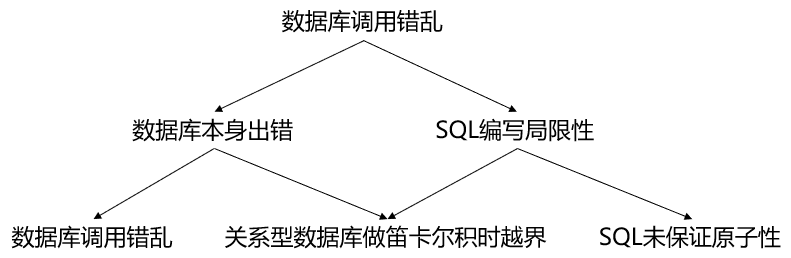 数据库调用错乱
数据库本身出错
SQL编写局限性
数据库调用错乱
关系型数据库做笛卡尔积时越界
SQL未保证原子性